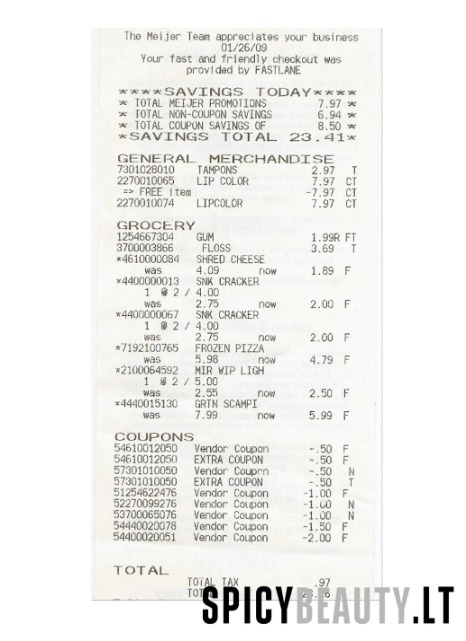 The Meijer Team appreciates your business
01/26/09
Your fast and friendly checkout was
provided by FASTLANE
****SAVINGS TODAY****
* TOTAL MEIJER PROMOTIONS 7.97 *
* TOTAL NON-COUPON SAVINGS 6.94 *
* TOTAL COUPON SAVINGS OF 8.50 *
*SAVINGS TOTAL 23.41*
GENERAL MERCHANDISE
7301028010 TAMPONS 2.97 T
2270010065 LIP COLOR 7.97 CT
=> FREE item -7.97 CT
2270010074 LIPCOLOR 7.97 CT
GROCERY
1254667304 GUM 1.99R FT
3700003866 FLOSS 3.69 T
*4610000084 SHRED CHEESE
was 4.09 now 1.89 F
*4400000013 SNK CRACKER
1 @ 2 / 4.00
was 2.75 now 2.00 F
*4400000067 SNK CRACKER
1 @ 2 / 4.00
was 2.75 now 2.00 F
*7192100765 FROZEN PIZZA
was 5.98 now 4.79 F
*2100064592 MIR WIP LIGH
1 @ 2 / 5.00
was 2.55 now 2.50 F
*4440015130 GRTN SCAMPI
was 7.99 now 5.99 F
COUPONS
54610012050 Vendor Coupon -.50 F
54610012050 EXTRA COUPON -.50 F
57301010050 Vendor Coupon -.50 N
57301010050 EXTRA COUPON -.50 T
51254622476 Vendor Coupon -1.00 F
52270099276 Vendor Coupon -1.00 N
53700065076 Vendor Coupon -1.00 N
54440020078 Vendor Coupon -1.50 F
54400020051 Vendor Coupon -2.00 F
TOTAL
TOTAL TAX .97
SPICYBEAUTY.LT